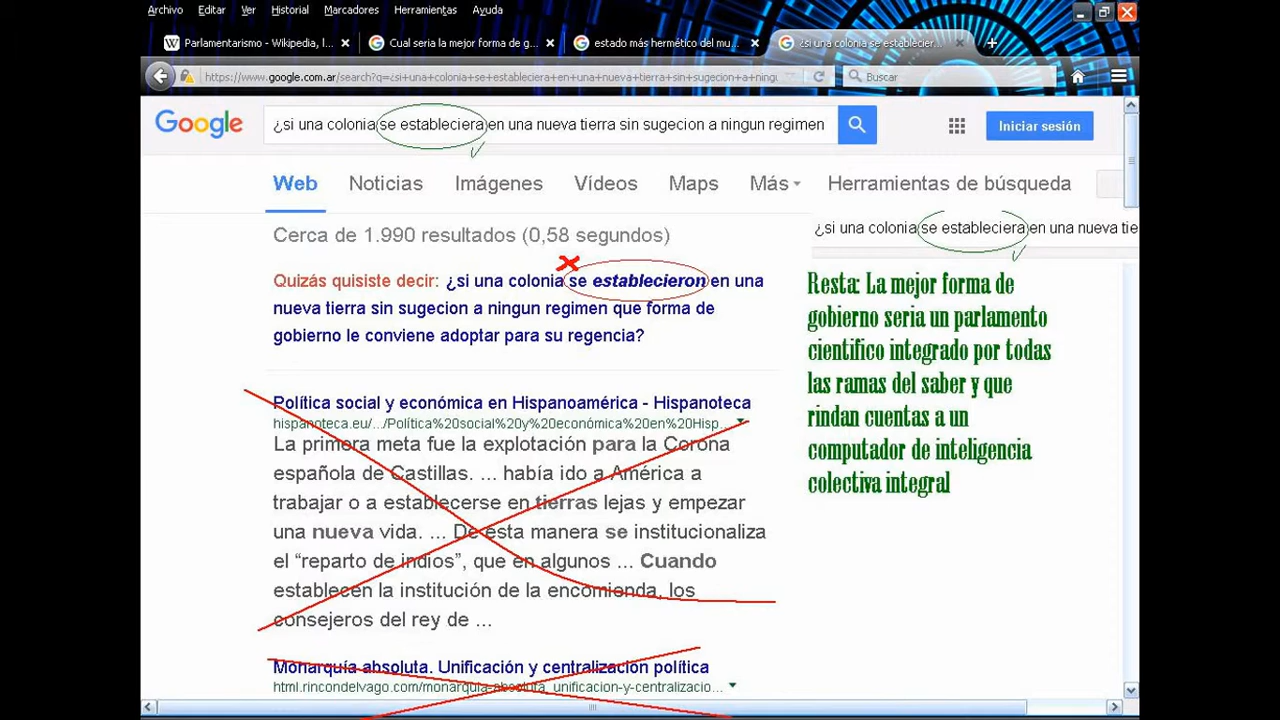 Archivo Editar Ver Historial Marcadores Herramientas Ayuda
W Parlamentarismo - Wikipedia, l... Cual seria la mejor forma de g... estado más hermético del mu... ¿si una colonia se establecier...
https://www.google.com.ar/search?q=¿si+una+colonia+se+estableciera+en+una+nueva+tierra+sin+sugecion+a+ningu
Buscar
Google
¿si una colonia se estableciera en una nueva tierra sin sugecion a ningun regimen
Iniciar sesión
Web Noticias Imágenes Vídeos Maps Más Herramientas de búsqueda
Cerca de 1.990 resultados (0,58 segundos)
Quizás quisiste decir: ¿si una colonia se establecieron en una
nueva tierra sin sugecion a ningun regimen que forma de
gobierno le conviene adoptar para su regencia?
Política social y económica en Hispanoamérica - Hispanoteca
hispanoteca.eu/.../Política%20social%20y%20económica%20en%20Hisp...
La primera meta fue la explotación para la Corona
española de Castillas. ... había ido a América a
trabajar o a establecerse en tierras lejas y empezar
una nueva vida. ... De esta manera se institucionaliza
el “reparto de indios”, que en algunos ... Cuando
establecen la institución de la encomienda, los
consejeros del rey de ...
Monarquía absoluta. Unificación y centralización política
html.rincondelvago.com/monarquia-absoluta_unificacion-y-centralizacio...
¿si una colonia se estableciera en una nueva tie
Resta: La mejor forma de
gobierno seria un parlamento
cientifico integrado por todas
las ramas del saber y que
rindan cuentas a un
computador de inteligencia
colectiva integral